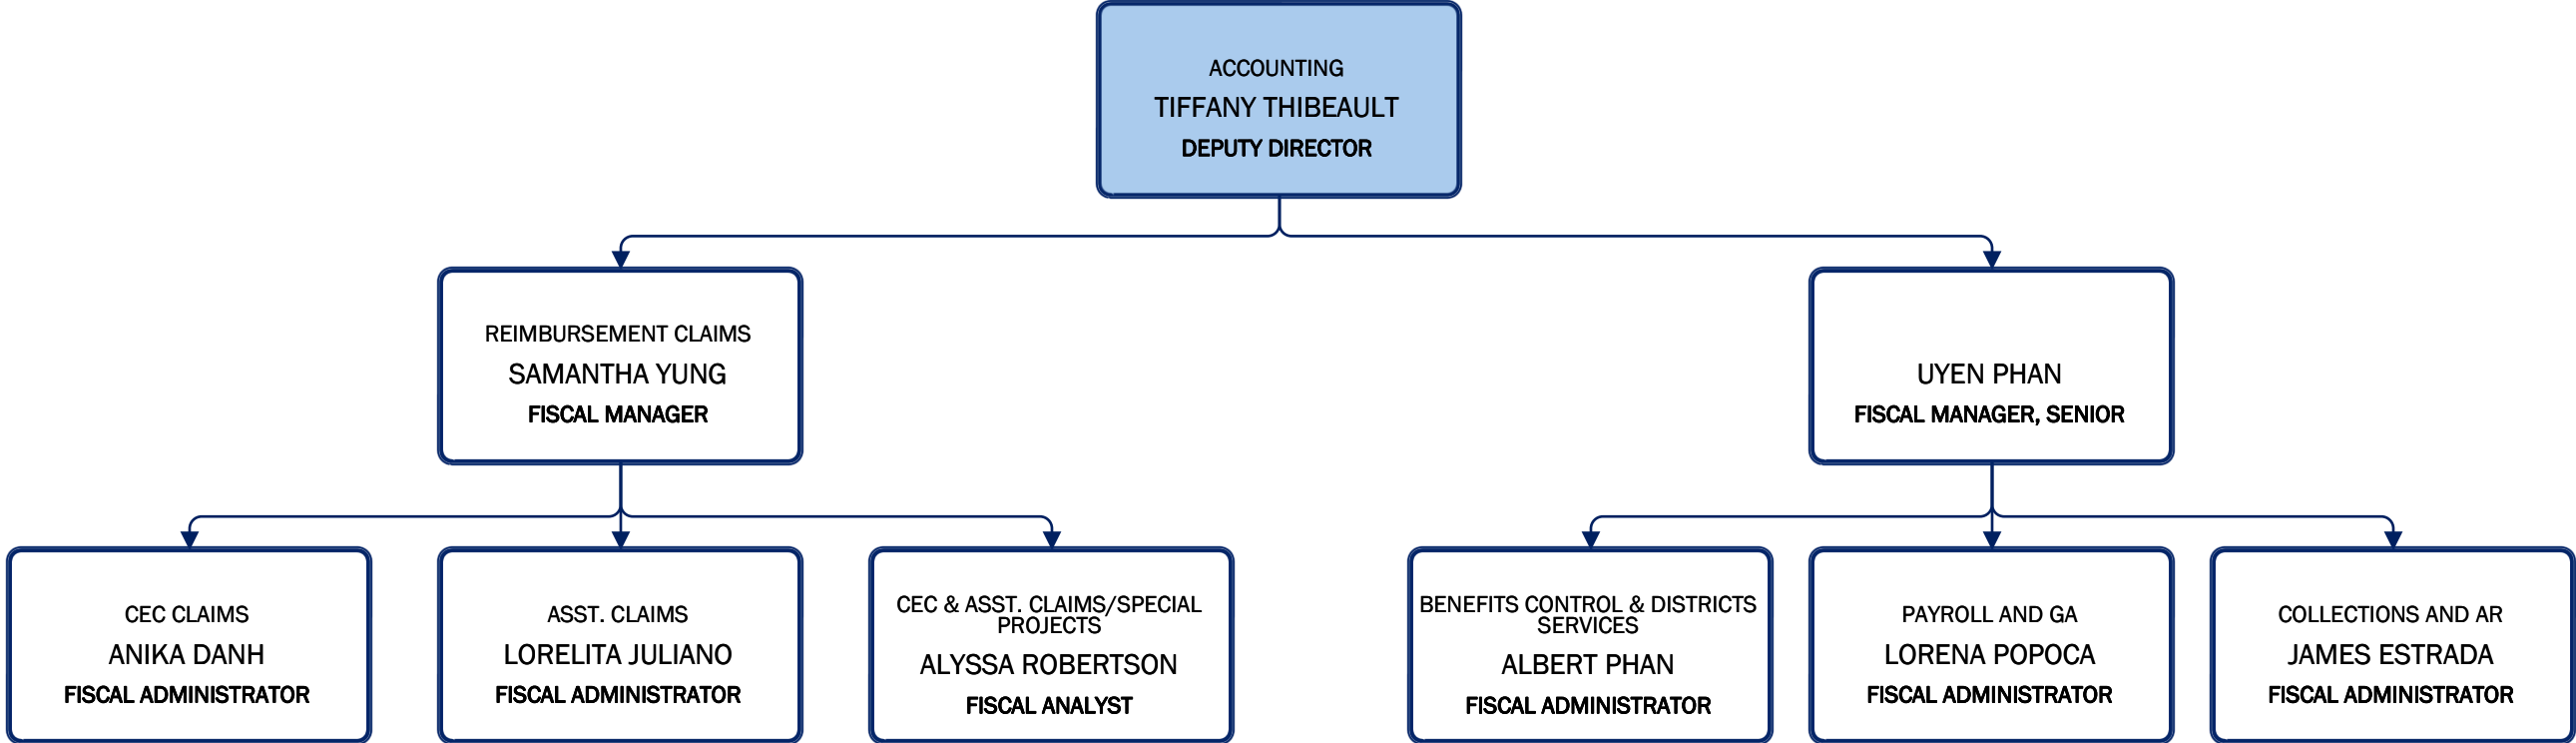 ACCOUNTING
TIFFANY THIBEAULT
DEPUTY DIRECTOR
REIMBURSEMENT CLAIMS
SAMANTHA YUNG
FISCAL MANAGER
UYEN PHAN
FISCAL MANAGER, SENIOR
CEC CLAIMS
ANIKA DANH
FISCAL ADMINISTRATOR
ASST. CLAIMS
LORELITA JULIANO
FISCAL ADMINISTRATOR
CEC & ASST. CLAIMS/SPECIAL
PROJECTS
ALYSSA ROBERTSON
FISCAL ANALYST
BENEFITS CONTROL & DISTRICTS
SERVICES
ALBERT PHAN
FISCAL ADMINISTRATOR
PAYROLL AND GA
LORENA POPOCA
FISCAL ADMINISTRATOR
COLLECTIONS AND AR
JAMES ESTRADA
FISCAL ADMINISTRATOR